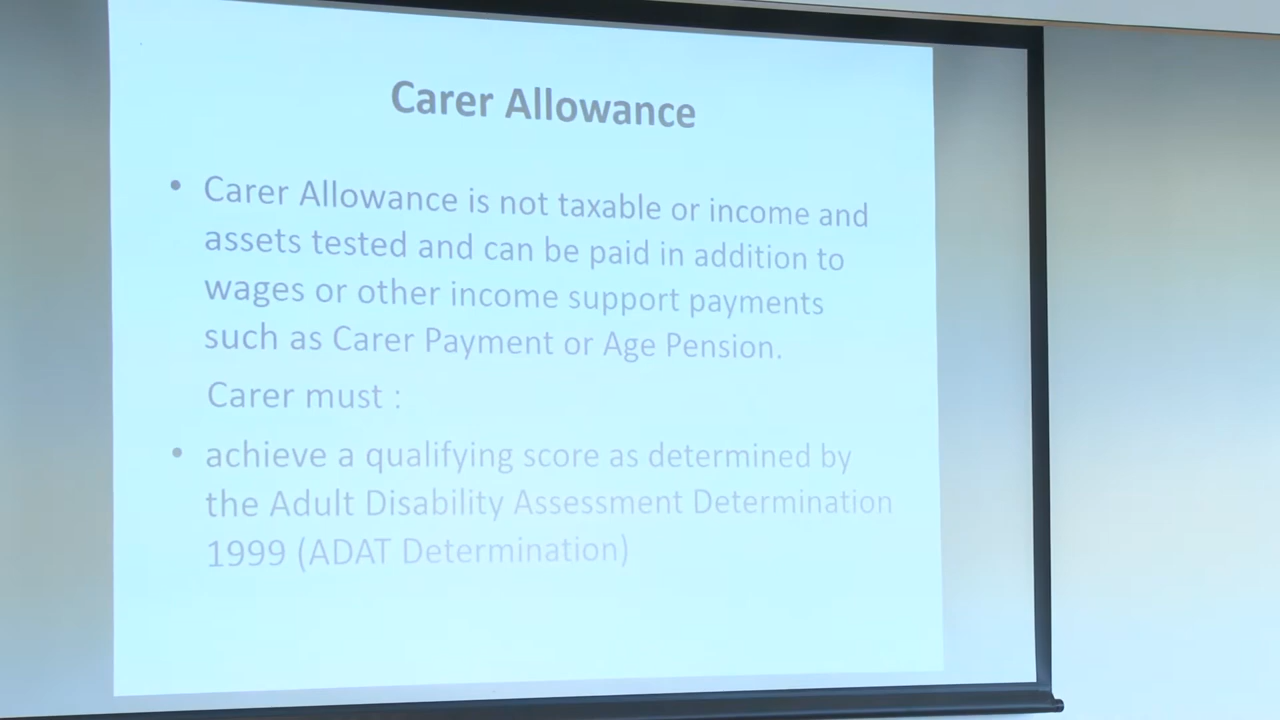 Carer Allowance
• Carer Allowance is not taxable or income and
assets tested and can be paid in addition to
wages or other income support payments
such as Carer Payment or Age Pension.
Carer must :
• achieve a qualifying score as determined by
the Adult Disability Assessment Determination
1999 (ADAT Determination)